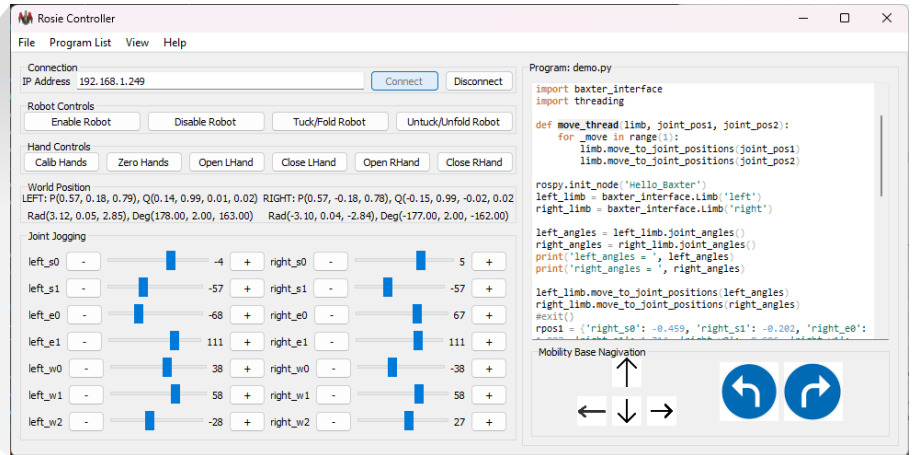 Rosie Controller
File Program List View Help
Connection
IP Address 192.168.1.249 Connect Disconnect
Robot Controls
Enable Robot Disable Robot Tuck/Fold Robot Untuck/Unfold Robot
Hand Controls
Calib Hands Zero Hands Open LHand Close LHand Open RHand Close RHand
World Position
LEFT: P(0.57, 0.18, 0.79), Q(0.14, 0.99, 0.01, 0.02) RIGHT: P(0.57, -0.18, 0.78), Q(-0.15, 0.99, -0.02, 0.02
Rad(3.12, 0.05, 2.85), Deg(178.00, 2.00, 163.00) Rad(-3.10, 0.04, -2.84), Deg(-177.00, 2.00, -162.00)
Joint Jogging
left_s0 - -4 + right_s0 - 5 +
left_s1 - -57 + right_s1 - -57 +
left_e0 - -68 + right_e0 - 67 +
left_e1 - 111 + right_e1 - 111 +
left_w0 - 38 + right_w0 - -38 +
left_w1 - 58 + right_w1 - 58 +
left_w2 - -28 + right_w2 - 27 +
Program: demo.py
import baxter_interface
import threading
def move_thread(limb, joint_pos1, joint_pos2):
for _move in range(1):
limb.move_to_joint_positions(joint_pos1)
limb.move_to_joint_positions(joint_pos2)
rospy.init_node('Hello_Baxter')
left_limb = baxter_interface.Limb('left')
right_limb = baxter_interface.Limb('right')
left_angles = left_limb.joint_angles()
right_angles = right_limb.joint_angles()
print('left_angles = ', left_angles)
print('right_angles = ', right_angles)
left_limb.move_to_joint_positions(left_angles)
right_limb.move_to_joint_positions(right_angles)
#exit()
rpos1 = {'right_s0': -0.459, 'right_s1': -0.202, 'right_e0':
Mobility Base Nagivation